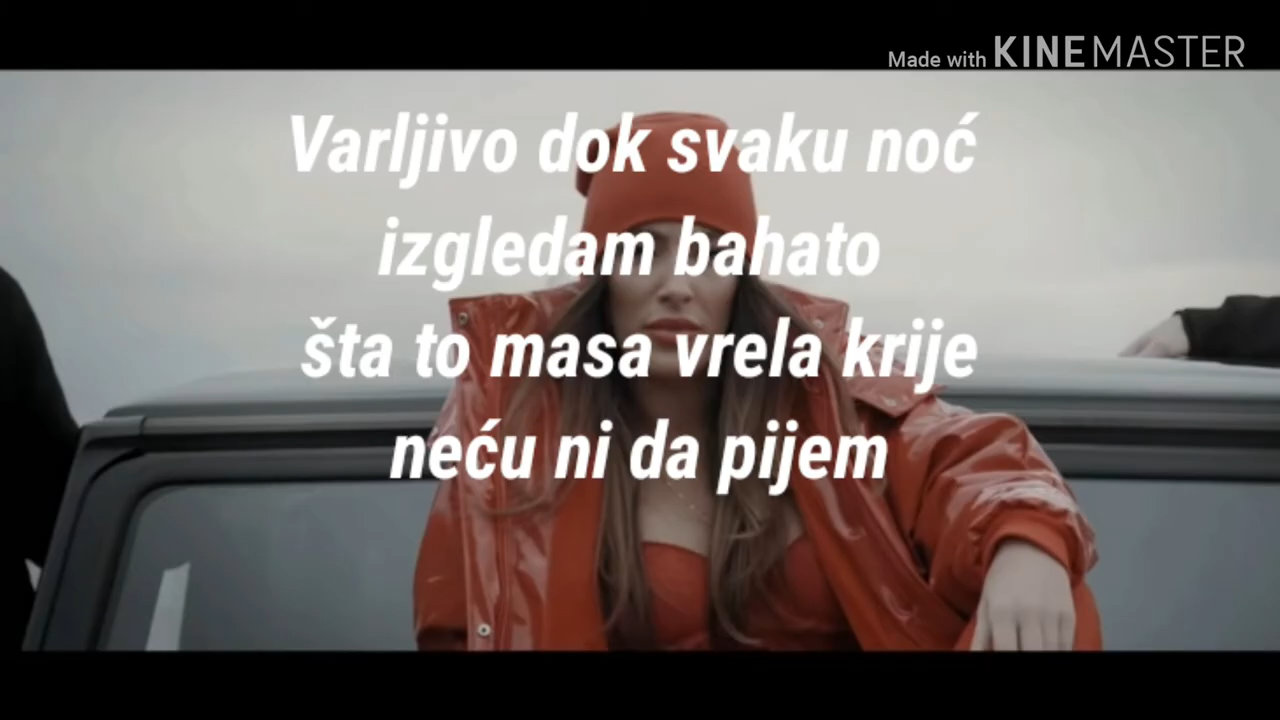 Made with KINEMASTER
Varljivo dok svaku noć
izgledam bahato
šta to masa vrela krije
neću ni da pijem